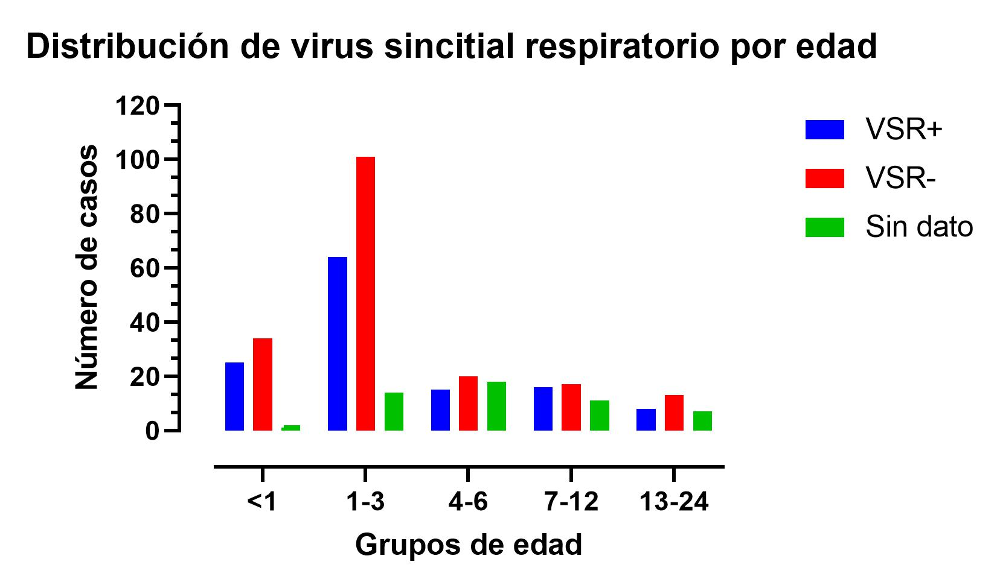 Distribución de virus sincitial respiratorio por edad
120
100
80
60
40
20
0
Número de casos
VSR+
VSR-
Sin dato
<1
1-3
4-6
7-12
13-24
Grupos de edad